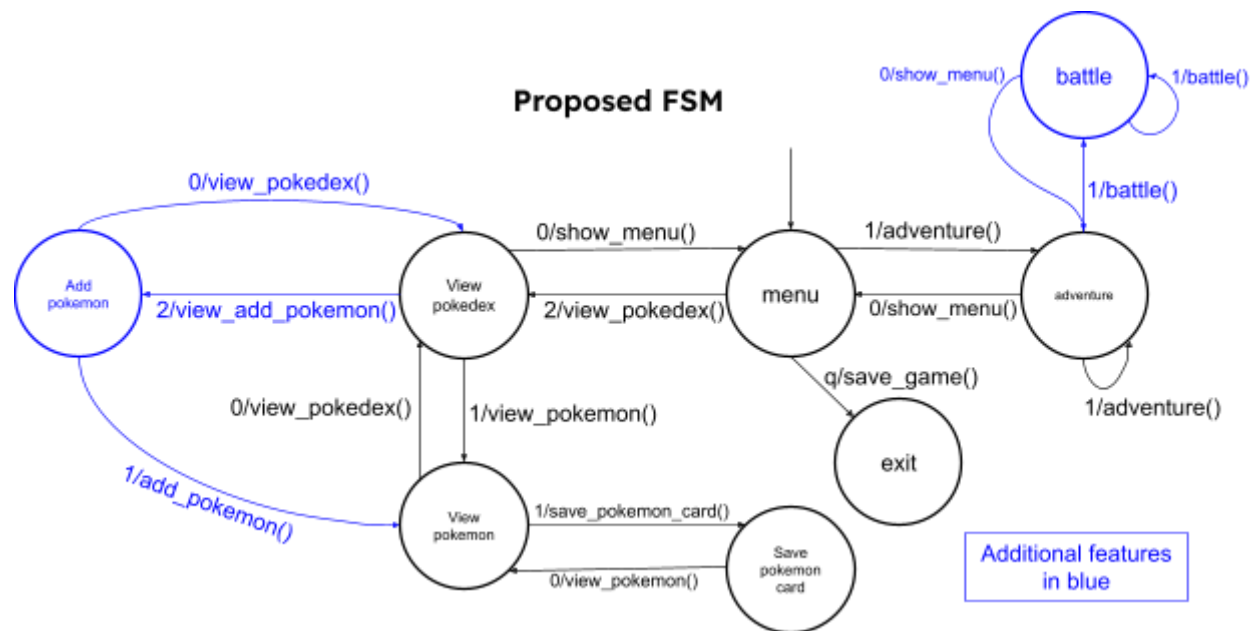 battle
0/show_menu()
1/battle()
Proposed FSM
1/battle()
0/view_pokedex()
0/show_menu()
1/adventure()
Add
pokemon
View
pokedex
menu
adventure
2/view_add_pokemon()
2/view_pokedex()
0/show_menu()
q/save_game()
0/view_pokedex()
1/view_pokemon()
1/adventure()
exit
1/add_pokemon()
View
pokemon
1/save_pokemon_card()
0/view_pokemon()
Save
pokemon
card
Additional features
in blue